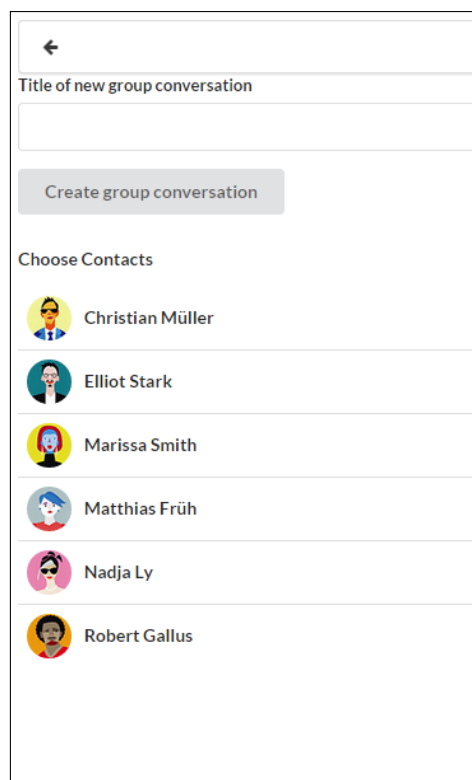 Title of new group conversation
Create group conversation
Choose Contacts
Christian Müller
Elliot Stark
Marissa Smith
Matthias Früh
Nadja Ly
Robert Gallus